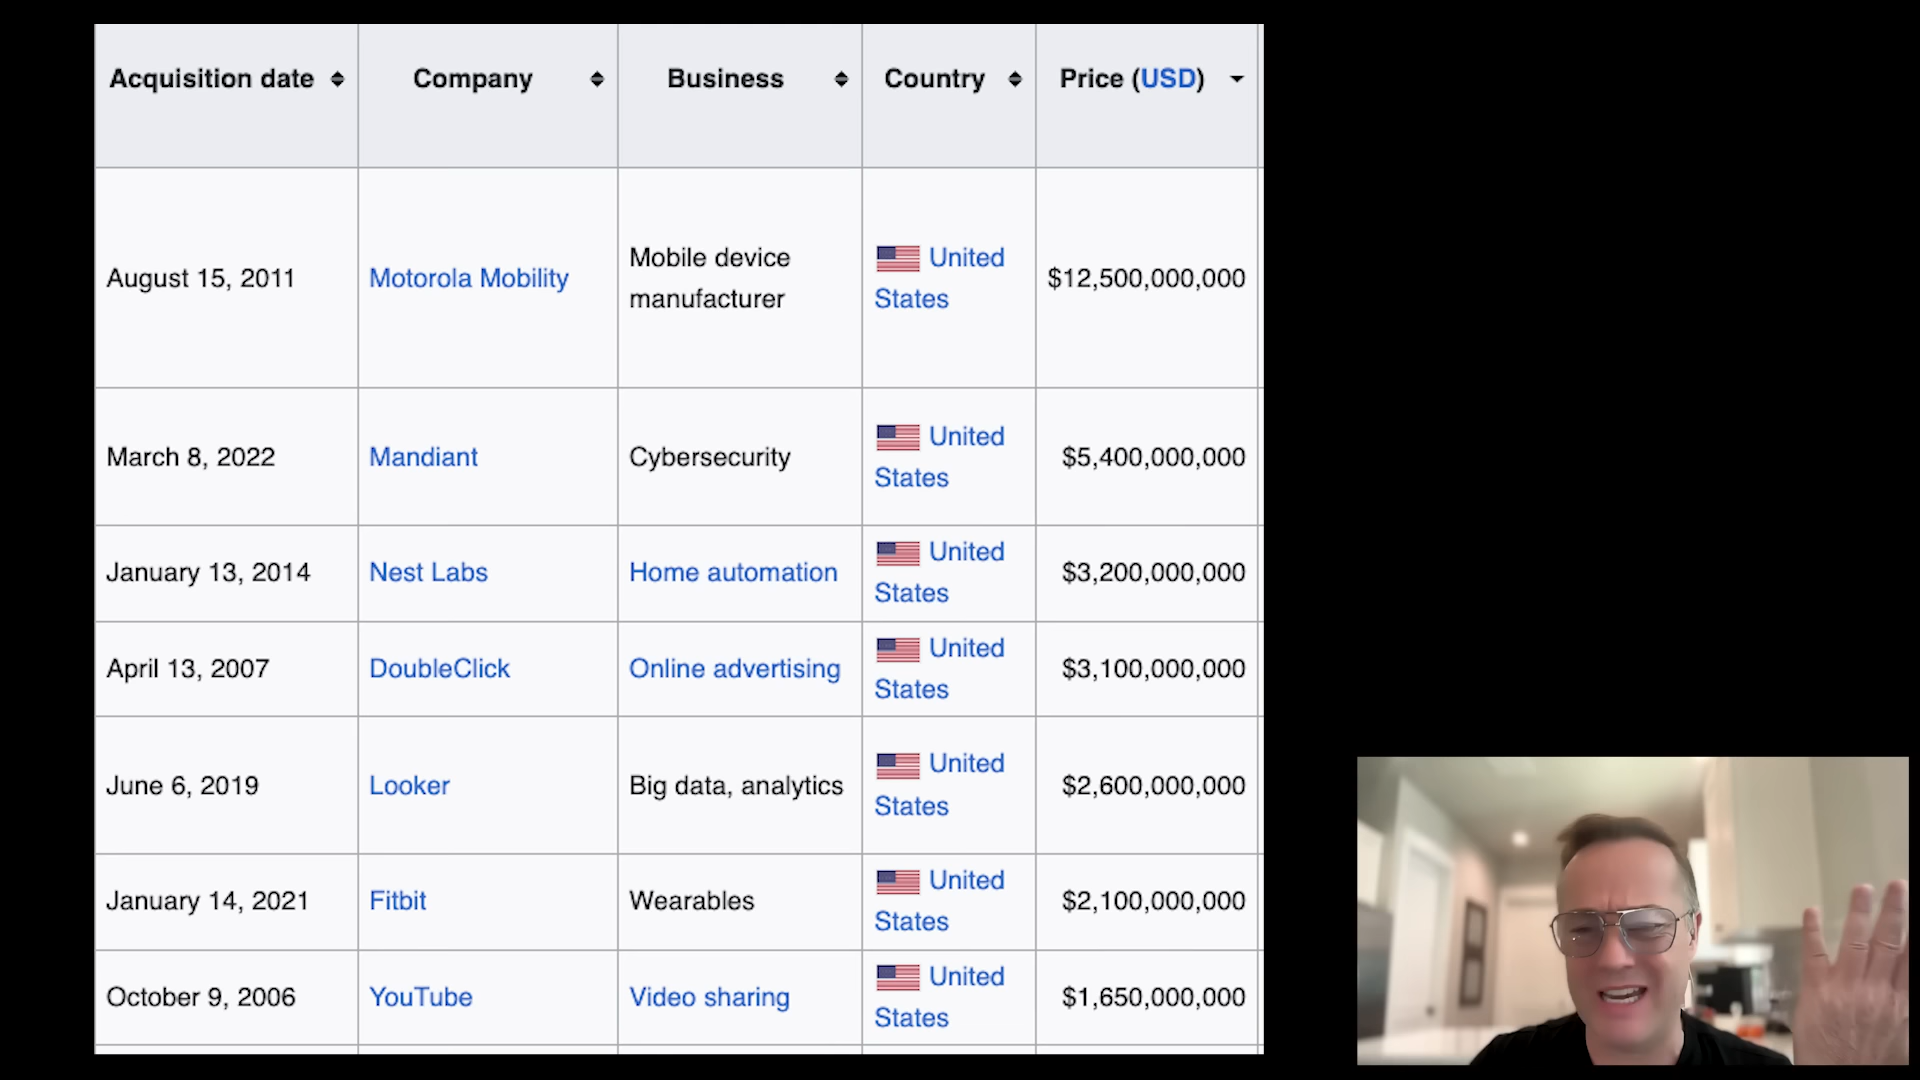 Acquisition date Company Business Country Price (USD)
August 15, 2011 Motorola Mobility Mobile device manufacturer United States $12,500,000,000
March 8, 2022 Mandiant Cybersecurity United States $5,400,000,000
January 13, 2014 Nest Labs Home automation United States $3,200,000,000
April 13, 2007 DoubleClick Online advertising United States $3,100,000,000
June 6, 2019 Looker Big data, analytics United States $2,600,000,000
January 14, 2021 Fitbit Wearables United States $2,100,000,000
October 9, 2006 YouTube Video sharing United States $1,650,000,000